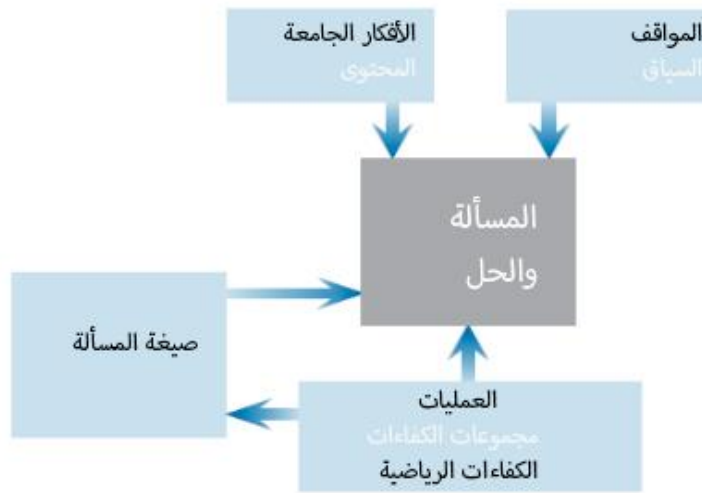 المواقف
السياق
الأفكار الجامعة
المحتوى
المسألة
والحل
صيغة المسألة
العمليات
مجموعات الكفاءات
الكفاءات الرياضية